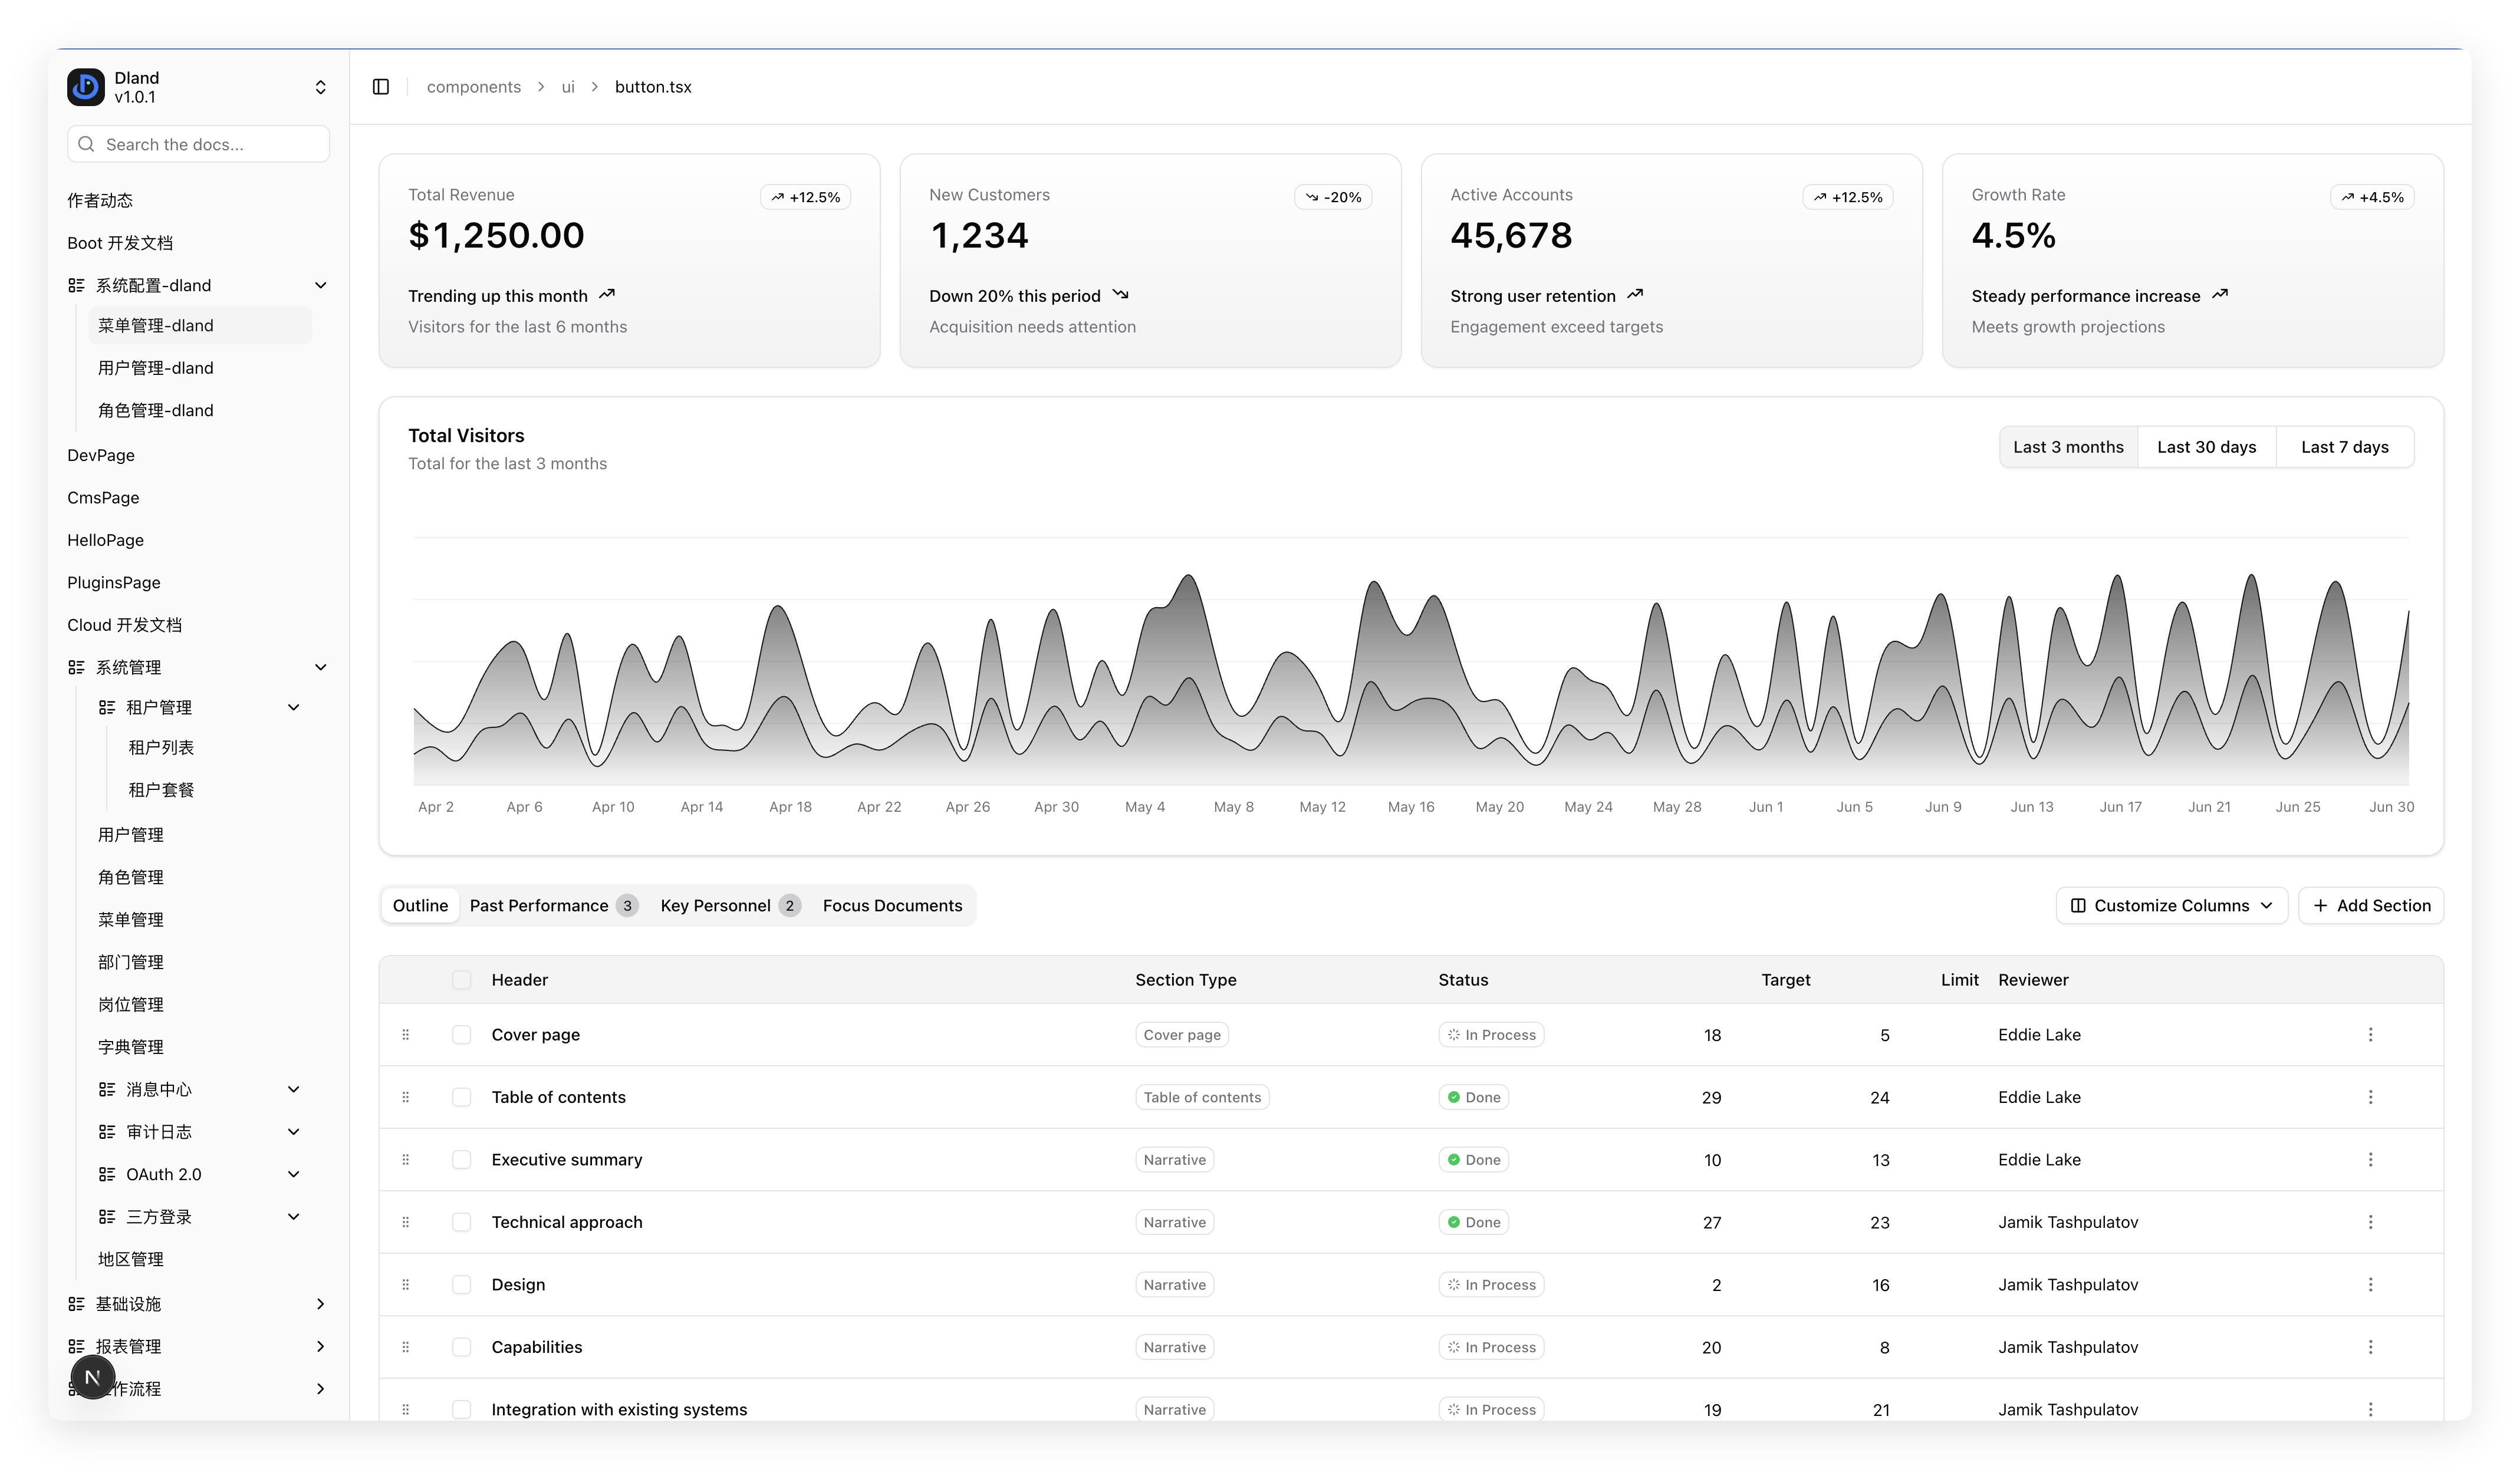 Dland
v1.0.1
Search the docs...
作者动态
Boot 开发文档
系统配置-dland
菜单管理-dland
用户管理-dland
角色管理-dland
DevPage
CmsPage
HelloPage
PluginsPage
Cloud 开发文档
系统管理
租户管理
租户列表
租户套餐
用户管理
角色管理
菜单管理
部门管理
岗位管理
字典管理
消息中心
审计日志
OAuth 2.0
三方登录
地区管理
基础设施
报表管理
作流程
N
components > ui > button.tsx
Total Revenue
+12.5%
$1,250.00
Trending up this month
Visitors for the last 6 months
New Customers
-20%
1,234
Down 20% this period
Acquisition needs attention
Active Accounts
+12.5%
45,678
Strong user retention
Engagement exceed targets
Growth Rate
+4.5%
4.5%
Steady performance increase
Meets growth projections
Total Visitors
Total for the last 3 months
Last 3 months Last 30 days Last 7 days
Apr 2 Apr 6 Apr 10 Apr 14 Apr 18 Apr 22 Apr 26 Apr 30 May 4 May 8 May 12 May 16 May 20 May 24 May 28 Jun 1 Jun 5 Jun 9 Jun 13 Jun 17 Jun 21 Jun 25 Jun 30
Outline Past Performance 3 Key Personnel 2 Focus Documents
Customize Columns Add Section
Header Section Type Status Target Limit Reviewer
Cover page Cover page In Process 18 5 Eddie Lake
Table of contents Table of contents Done 29 24 Eddie Lake
Executive summary Narrative Done 10 13 Eddie Lake
Technical approach Narrative Done 27 23 Jamik Tashpulatov
Design Narrative In Process 2 16 Jamik Tashpulatov
Capabilities Narrative In Process 20 8 Jamik Tashpulatov
Integration with existing systems Narrative In Process 19 21 Jamik Tashpulatov